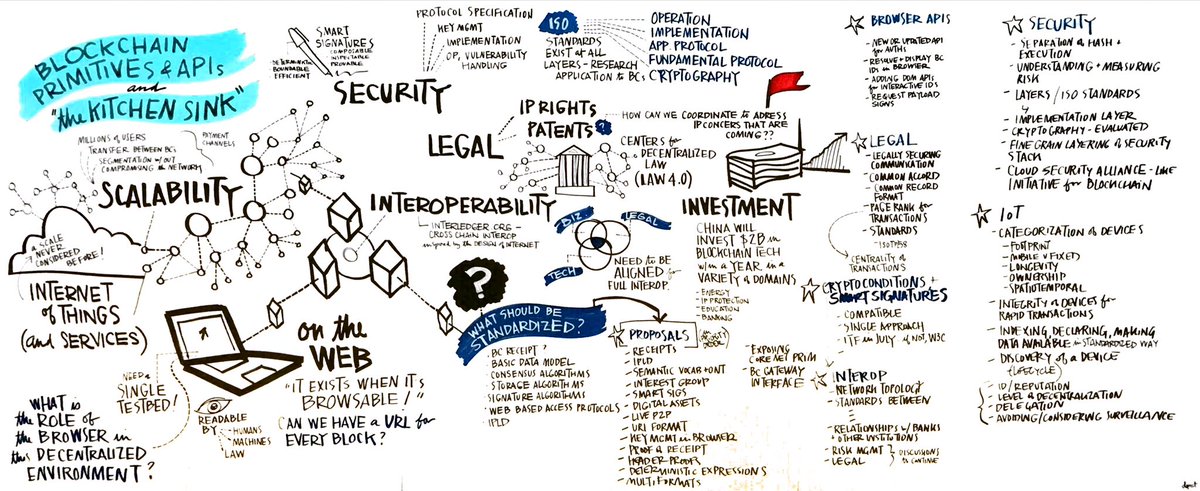 BLOCKCHAIN
PRIMITIVES & APIs
and
"the KITCHEN SINK"
SMART
SIGNATURES
COMPOSABLE
INSPECTABLE
PROVABLE
DETERMINISTIC
BOUNDABLE
EFFICIENT
PROTOCOL SPECIFICATION
KEY MGMT
IMPLEMENTATION
OP. VULNERABILITY
HANDLING
SECURITY
ISO
STANDARDS
EXIST at ALL
LAYERS - RESEARCH
APPLICATION to BCs
OPERATION
IMPLEMENTATION
APP. PROTOCOL
FUNDAMENTAL PROTOCOL
CRYPTOGRAPHY
LEGAL
IP RIGHTS
PATENTS
?
HOW CAN WE COORDINATE to ADRESS
IP CONCERS THAT ARE
COMING??
CENTERS for
DECENTRALIZED
LAW
(LAW 4.0)
MILLIONS of USERS
TRANSFER BETWEEN BCs
SEGMENTATION w/OUT
COMPROMISING the NETWORK
PAYMENT
CHANNELS
SCALABILITY
a SCALE
NEVER
CONSIDERED BEFORE!
INTERNET
of THINGS
(and SERVICES)
INTEROPERABILITY
INTERLEDGER.ORG -
CROSS CHAIN INTEROP
inspired by the DESIGN of INTERNET
BIZ.
LEGAL
TECH
NEED to BE
ALIGNED for
FULL INTEROP.
INVESTMENT
CHINA WILL
INVEST $2B in
BLOCKCHAIN TECH
w/in a YEAR, in a
VARIETY of DOMAINS
- ENERGY
- IP PROTECTION
- EDUCATION
- BANKING
on the
WEB
"IT EXISTS WHEN IT'S
BROWSABLE!"
CAN WE HAVE a URL for
EVERY BLOCK?
NEED a
SINGLE
TESTBED!
READABLE
BY
HUMANS
MACHINES
LAW
WHAT is
the ROLE of
the BROWSER in
this DECENTRALIZED
ENVIRONMENT?
?
WHAT SHOULD BE
STANDARDIZED?
- BC RECEIPT?
- BASIC DATA MODEL
- CONSENSUS ALGORITHMS
- STORAGE ALGORITHMS
- SIGNATURE ALGORITHMS
- WEB BASED ACCESS PROTOCOLS
- IPLD
PROPOSALS
- RECEIPTS
- IPLD
- SEMANTIC VOCAB + ONT
- INTEREST GROUP
- SMART SIGS
- DIGITAL ASSETS
- LIVE P2P
- URI FORMAT
- KEY MGMT in BROWSER
- PROOF of RECEIPT
- HEADER PROOF
- DETERMINISTIC EXPRESSIONS
- MULTIFORMATS
- EXPOSING
CORE NET PRIM
- BC GATEWAY
INTERFACE
BROWSER APIs
- NEW OR UPDATED API
for AUTHS
- RESOLVE + DISPLAY BC
IDS IN BROWSER
- ADDING DOM APIs
for INTERACTIVE IDS
- REQUEST PAYLOAD
SIGNS
LEGAL
- LEGALLY SECURING
COMMUNICATION
- COMMON ACCORD
- COMMON RECORD
FORMAT
- PAGE RANK for
TRANSACTIONS
- STANDARDS
CENTRALITY of
TRANSACTIONS
CRYPTOCONDITIONS +
SMART SIGNATURES
- COMPATIBLE
- SINGLE APPROACH
- ITF in JULY if NOT, W3C
INTEROP
- NETWORK TOPOLOGY
- STANDARDS BETWEEN
- RELATIONSHIPS w/ BANKS
+ OTHER INSTITUTIONS
- RISK MGMT
- LEGAL
DISCUSSIONS
to CONTINUE
SECURITY
- SEPARATION of HASH +
EXECUTION
- UNDERSTANDING + MEASURING
RISK
- LAYERS / ISO STANDARDS
IMPLEMENTATION LAYER
- CRYPTOGRAPHY - EVALUATED
- FINE GRAIN LAYERING of SECURITY
STACK
- CLOUD SECURITY ALLIANCE - LIKE
INITIATIVE for BLOCKCHAIN
IoT
- CATEGORIZATION of DEVICES
- FOOTPRINT
- MOBILE v FIXED
- LONGEVITY
- OWNERSHIP
- SPATIOTEMPORAL
- INTEGRITY of DEVICES for
RAPID TRANSACTIONS
- INDEXING, DECLARING, MAKING
DATA AVAILABLE in STANDARDIZED WAY
- DISCOVERY of a DEVICE
(LIFECYCLE)
- ID / REPUTATION
- LEVEL of DECENTRALIZATION
- DELEGATION
- AVOIDING/CONSIDERING SURVEILLANCE